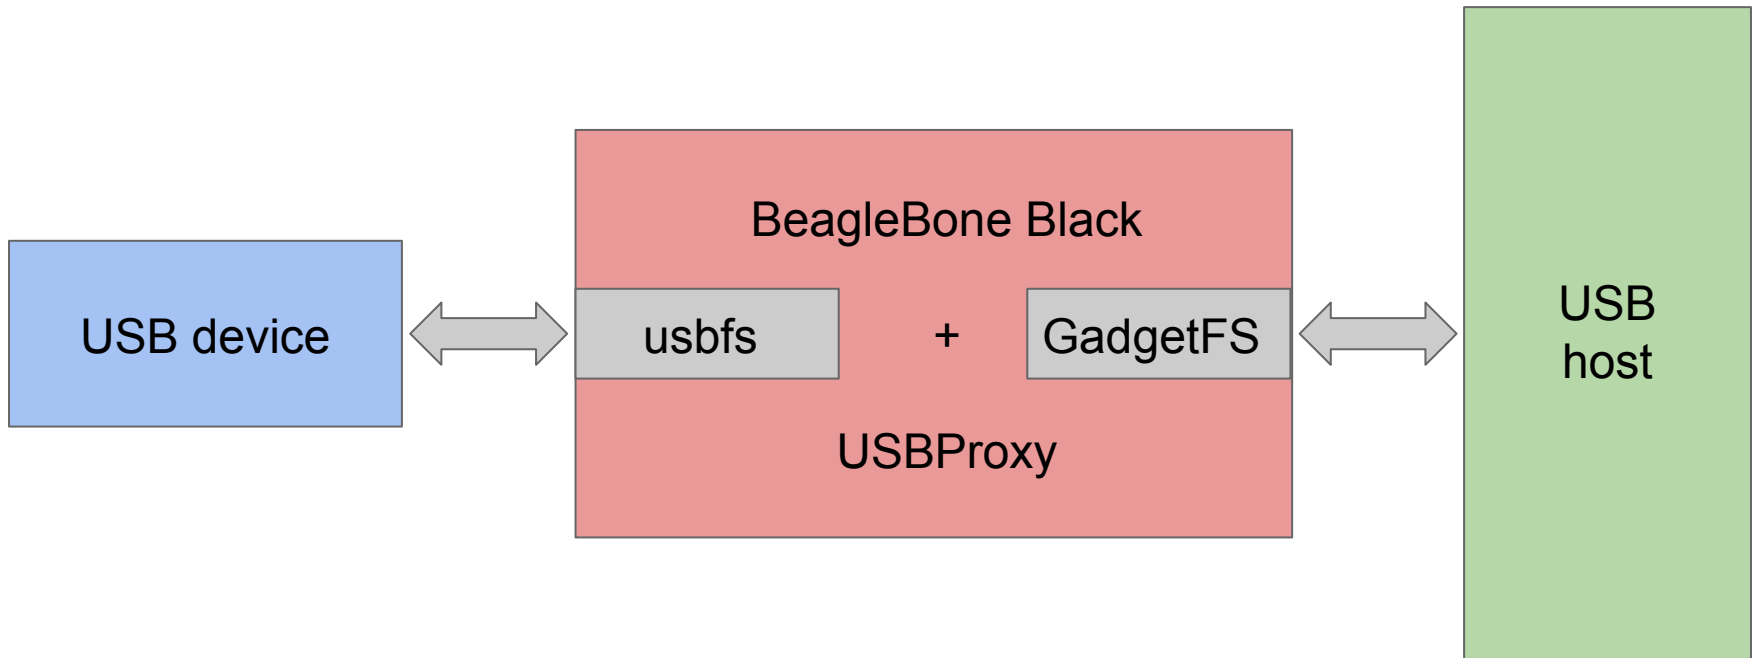 BeagleBone Black
USB device
usbfs
+
GadgetFS
USB
host
USBProxy